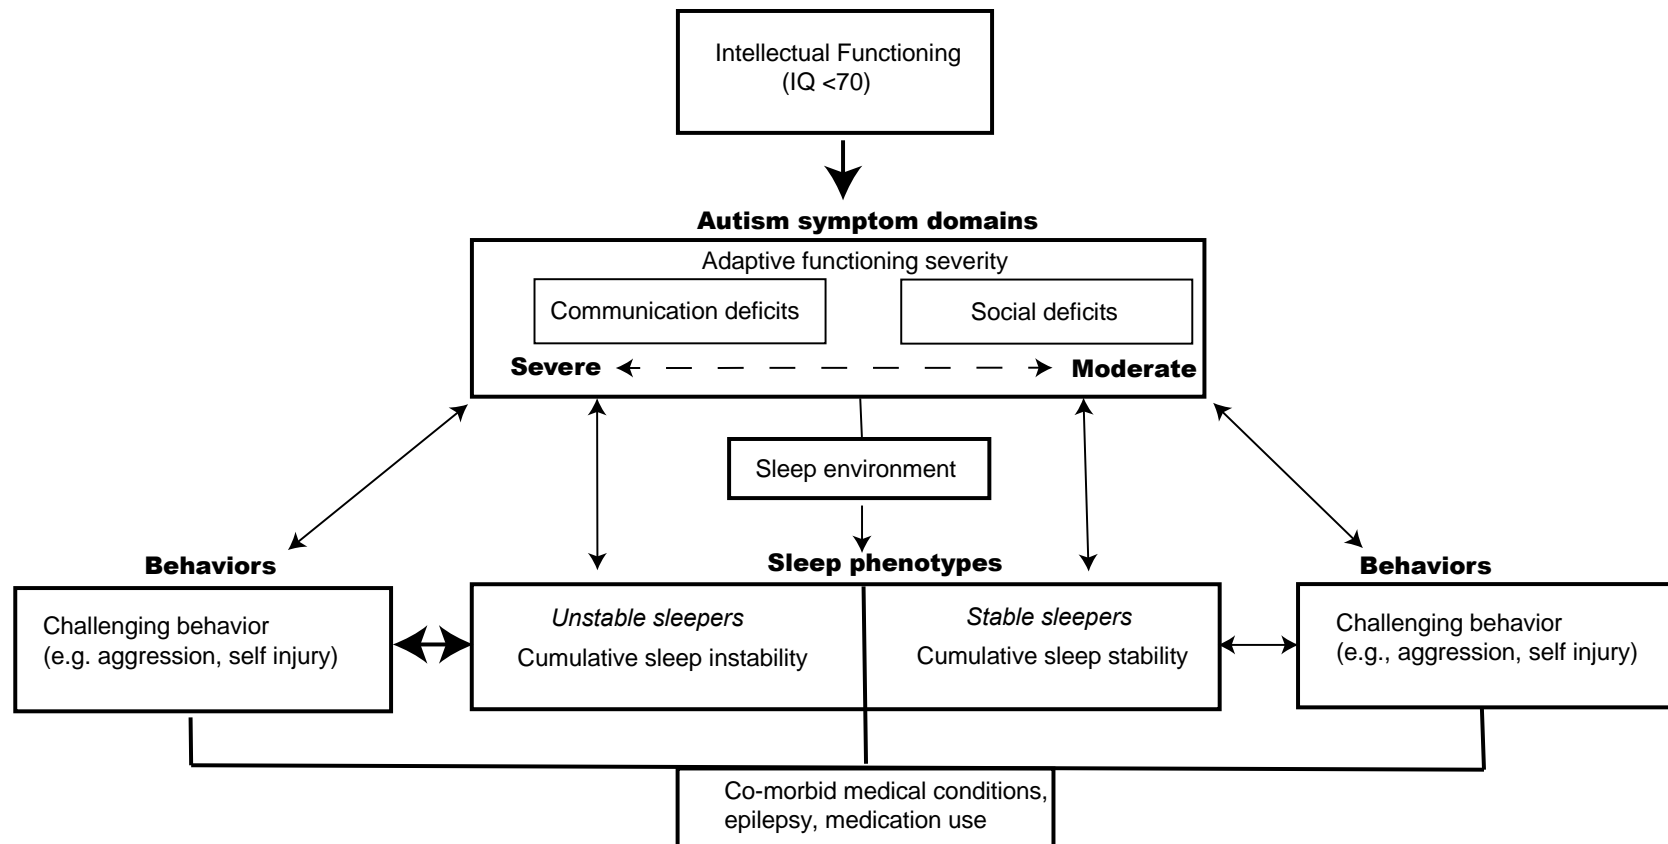 Intellectual Functioning
(IQ <70)
Autism symptom domains
Adaptive functioning severity
Communication deficits
Social deficits
Severe
Moderate
Sleep environment
Behaviors
Sleep phenotypes
Behaviors
Challenging behavior
(e.g. aggression, self injury)
Unstable sleepers
Cumulative sleep instability
Stable sleepers
Cumulative sleep stability
Challenging behavior
(e.g., aggression, self injury)
Co-morbid medical conditions,
epilepsy, medication use